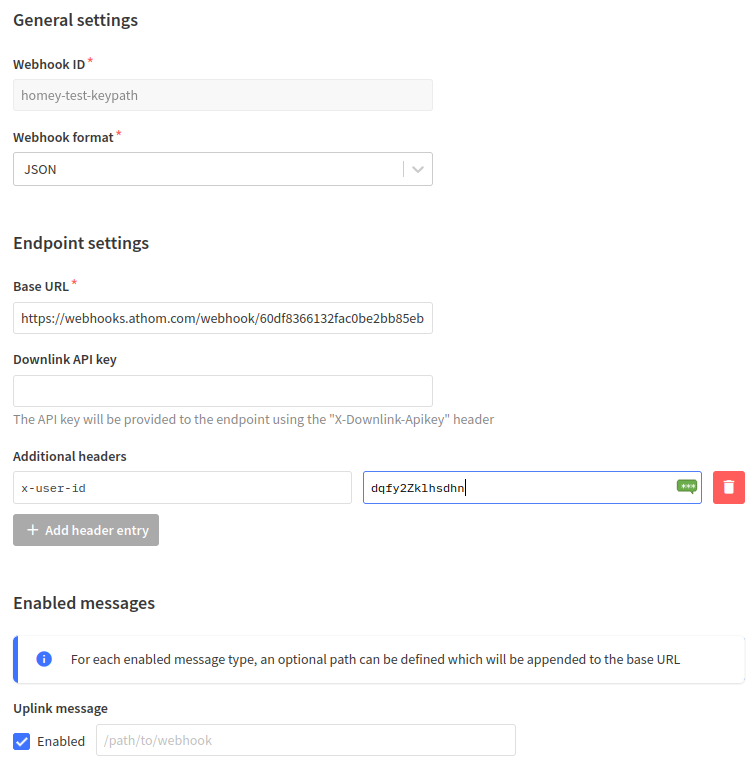 General settings
Webhook ID *
homey-test-keypath
Webhook format *
JSON
Endpoint settings
Base URL *
https://webhooks.athom.com/webhook/60df8366132fac0be2bb85eb
Downlink API key
The API key will be provided to the endpoint using the "X-Downlink-Apikey" header
Additional headers
x-user-id dqfy2Zklhsdhn ***
+ Add header entry
Enabled messages
For each enabled message type, an optional path can be defined which will be appended to the base URL
Uplink message
Enabled /path/to/webhook